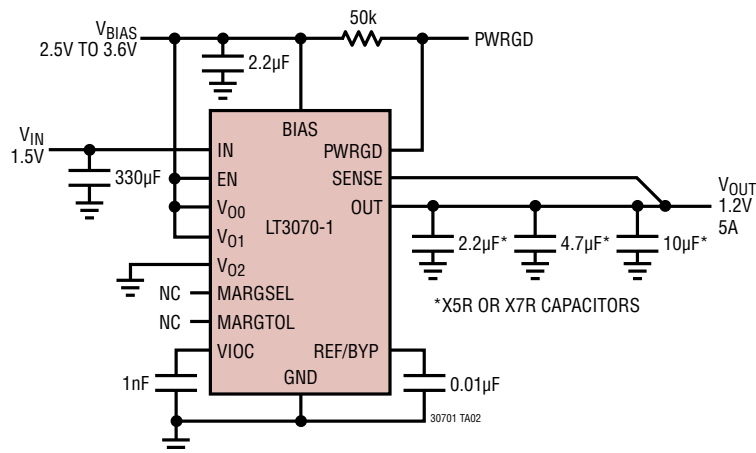 50k
VBIAS
2.5V TO 3.6V
PWRGD
2.2µF
BIAS
VIN
1.5V
IN
PWRGD
330µF
EN
SENSE
VOUT
1.2V
5A
VO0
OUT
LT3070-1
VO1
2.2µF*
4.7µF*
10µF*
VO2
NC
MARGSEL
*X5R OR X7R CAPACITORS
NC
MARGTOL
VIOC
REF/BYP
1nF
GND
0.01µF
30701 TA02